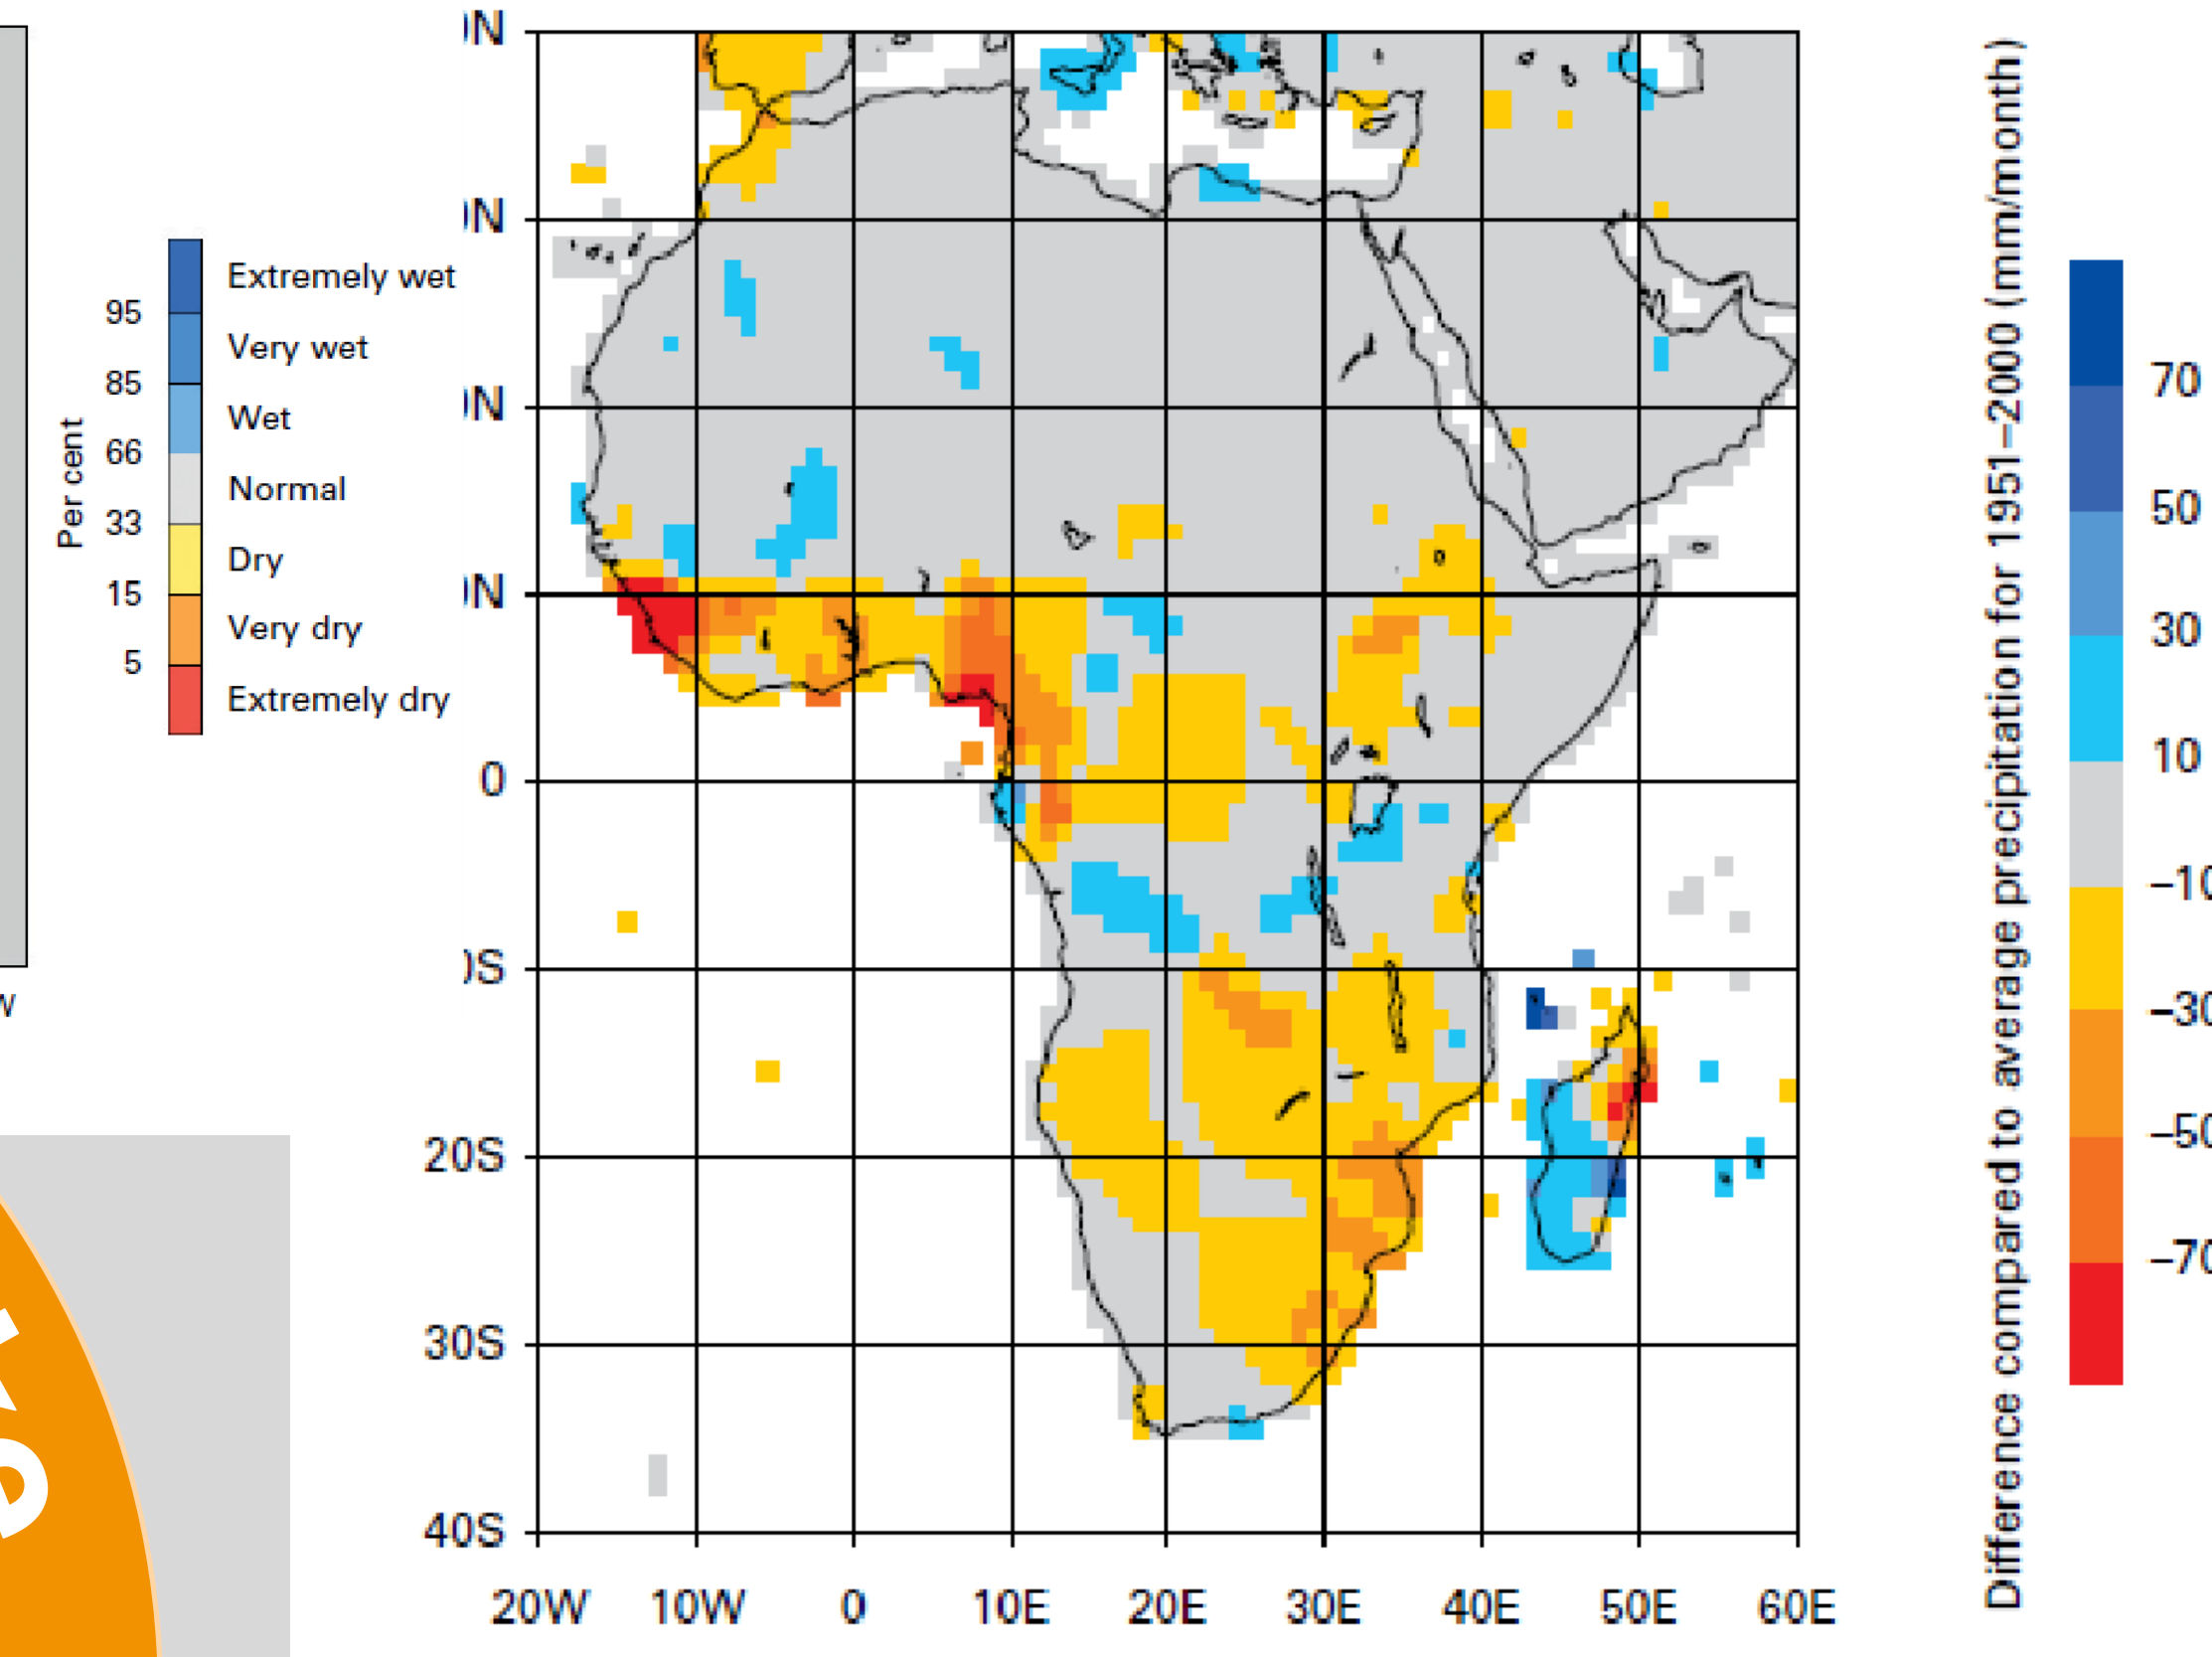 Per cent
95
85
66
33
15
5
Extremely wet
Very wet
Wet
Normal
Dry
Very dry
Extremely dry
0
20S
30S
40S
20W 10W 0 10E 20E 30E 40E 50E 60E
Difference compared to average precipitation for 1951–2000 (mm/month)
70
50
30
10